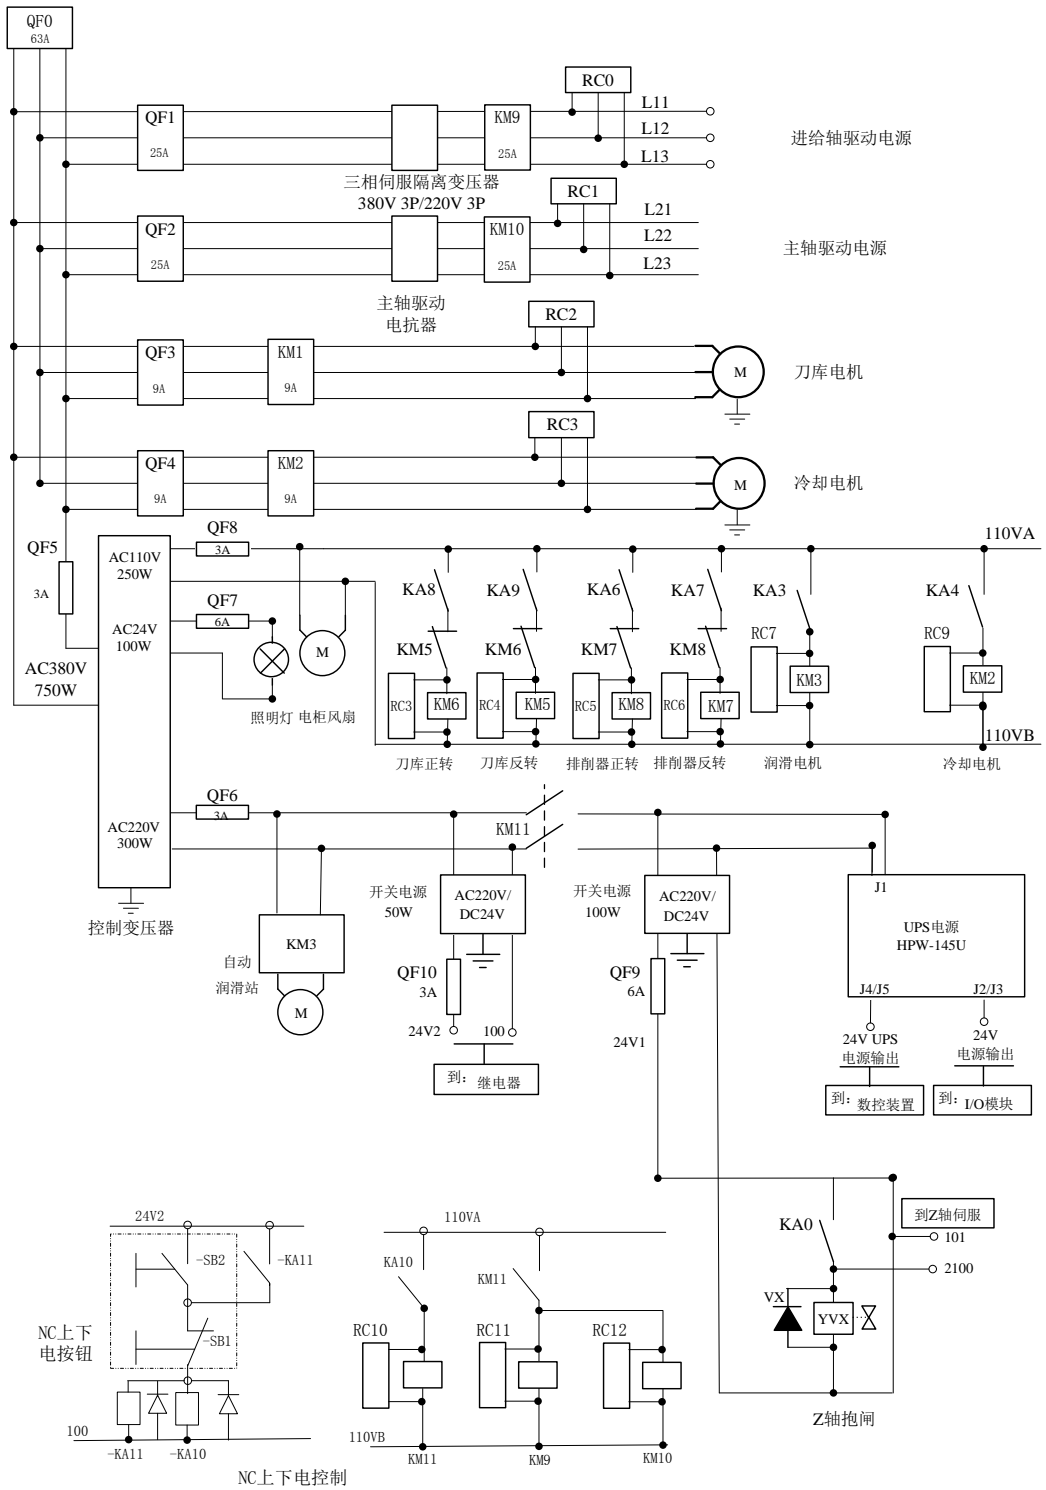 QF0
63A
RC0
QF1
25A
KM9
25A
L11
L12
L13
进给轴驱动电源
三相伺服隔离变压器
380V 3P/220V 3P
RC1
QF2
25A
KM10
25A
L21
L22
L23
主轴驱动电源
主轴驱动
电抗器
RC2
QF3
9A
KM1
9A
M
刀库电机
RC3
QF4
9A
KM2
9A
M
冷却电机
QF5
3A
AC110V
250W
QF8
3A
110VA
AC24V
100W
QF7
6A
M
AC380V
750W
照明灯
电柜风扇
KA8
KA9
KA6
KA7
KA3
KA4
KM5
KM6
KM7
KM8
RC7
RC9
RC3
KM6
RC4
KM5
RC5
KM8
RC6
KM7
KM3
KM2
110VB
刀库正转
刀库反转
排削器正转
排削器反转
润滑电机
冷却电机
QF6
3A
AC220V
300W
KM11
控制变压器
KM3
自动
润滑站
M
开关电源
50W
AC220V/
DC24V
QF10
3A
24V2
100
到：继电器
开关电源
100W
AC220V/
DC24V
QF9
6A
24V1
J1
UPS电源
HPW-145U
J4/J5
J2/J3
24V UPS
电源输出
24V
电源输出
到：数控装置
到：I/O模块
24V2
-SB2
-KA11
NC上下
电按钮
-SB1
100
-KA11
-KA10
NC上下电控制
110VA
KA10
KM11
RC10
RC11
RC12
110VB
KM11
KM9
KM10
KA0
到Z轴伺服
101
2100
VX
YVX
Z轴抱闸